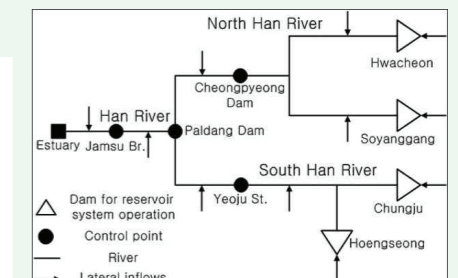 North Han River
Hwacheon
Cheongpyeong
Dam
Han River
Paldang Dam
Estuary
Jamsu Br.
Soyanggang
South Han River
Yeoju St.
Chungju
Hoengseong
Dam for reservoir
system operation
Control point
River
Lateral inflows